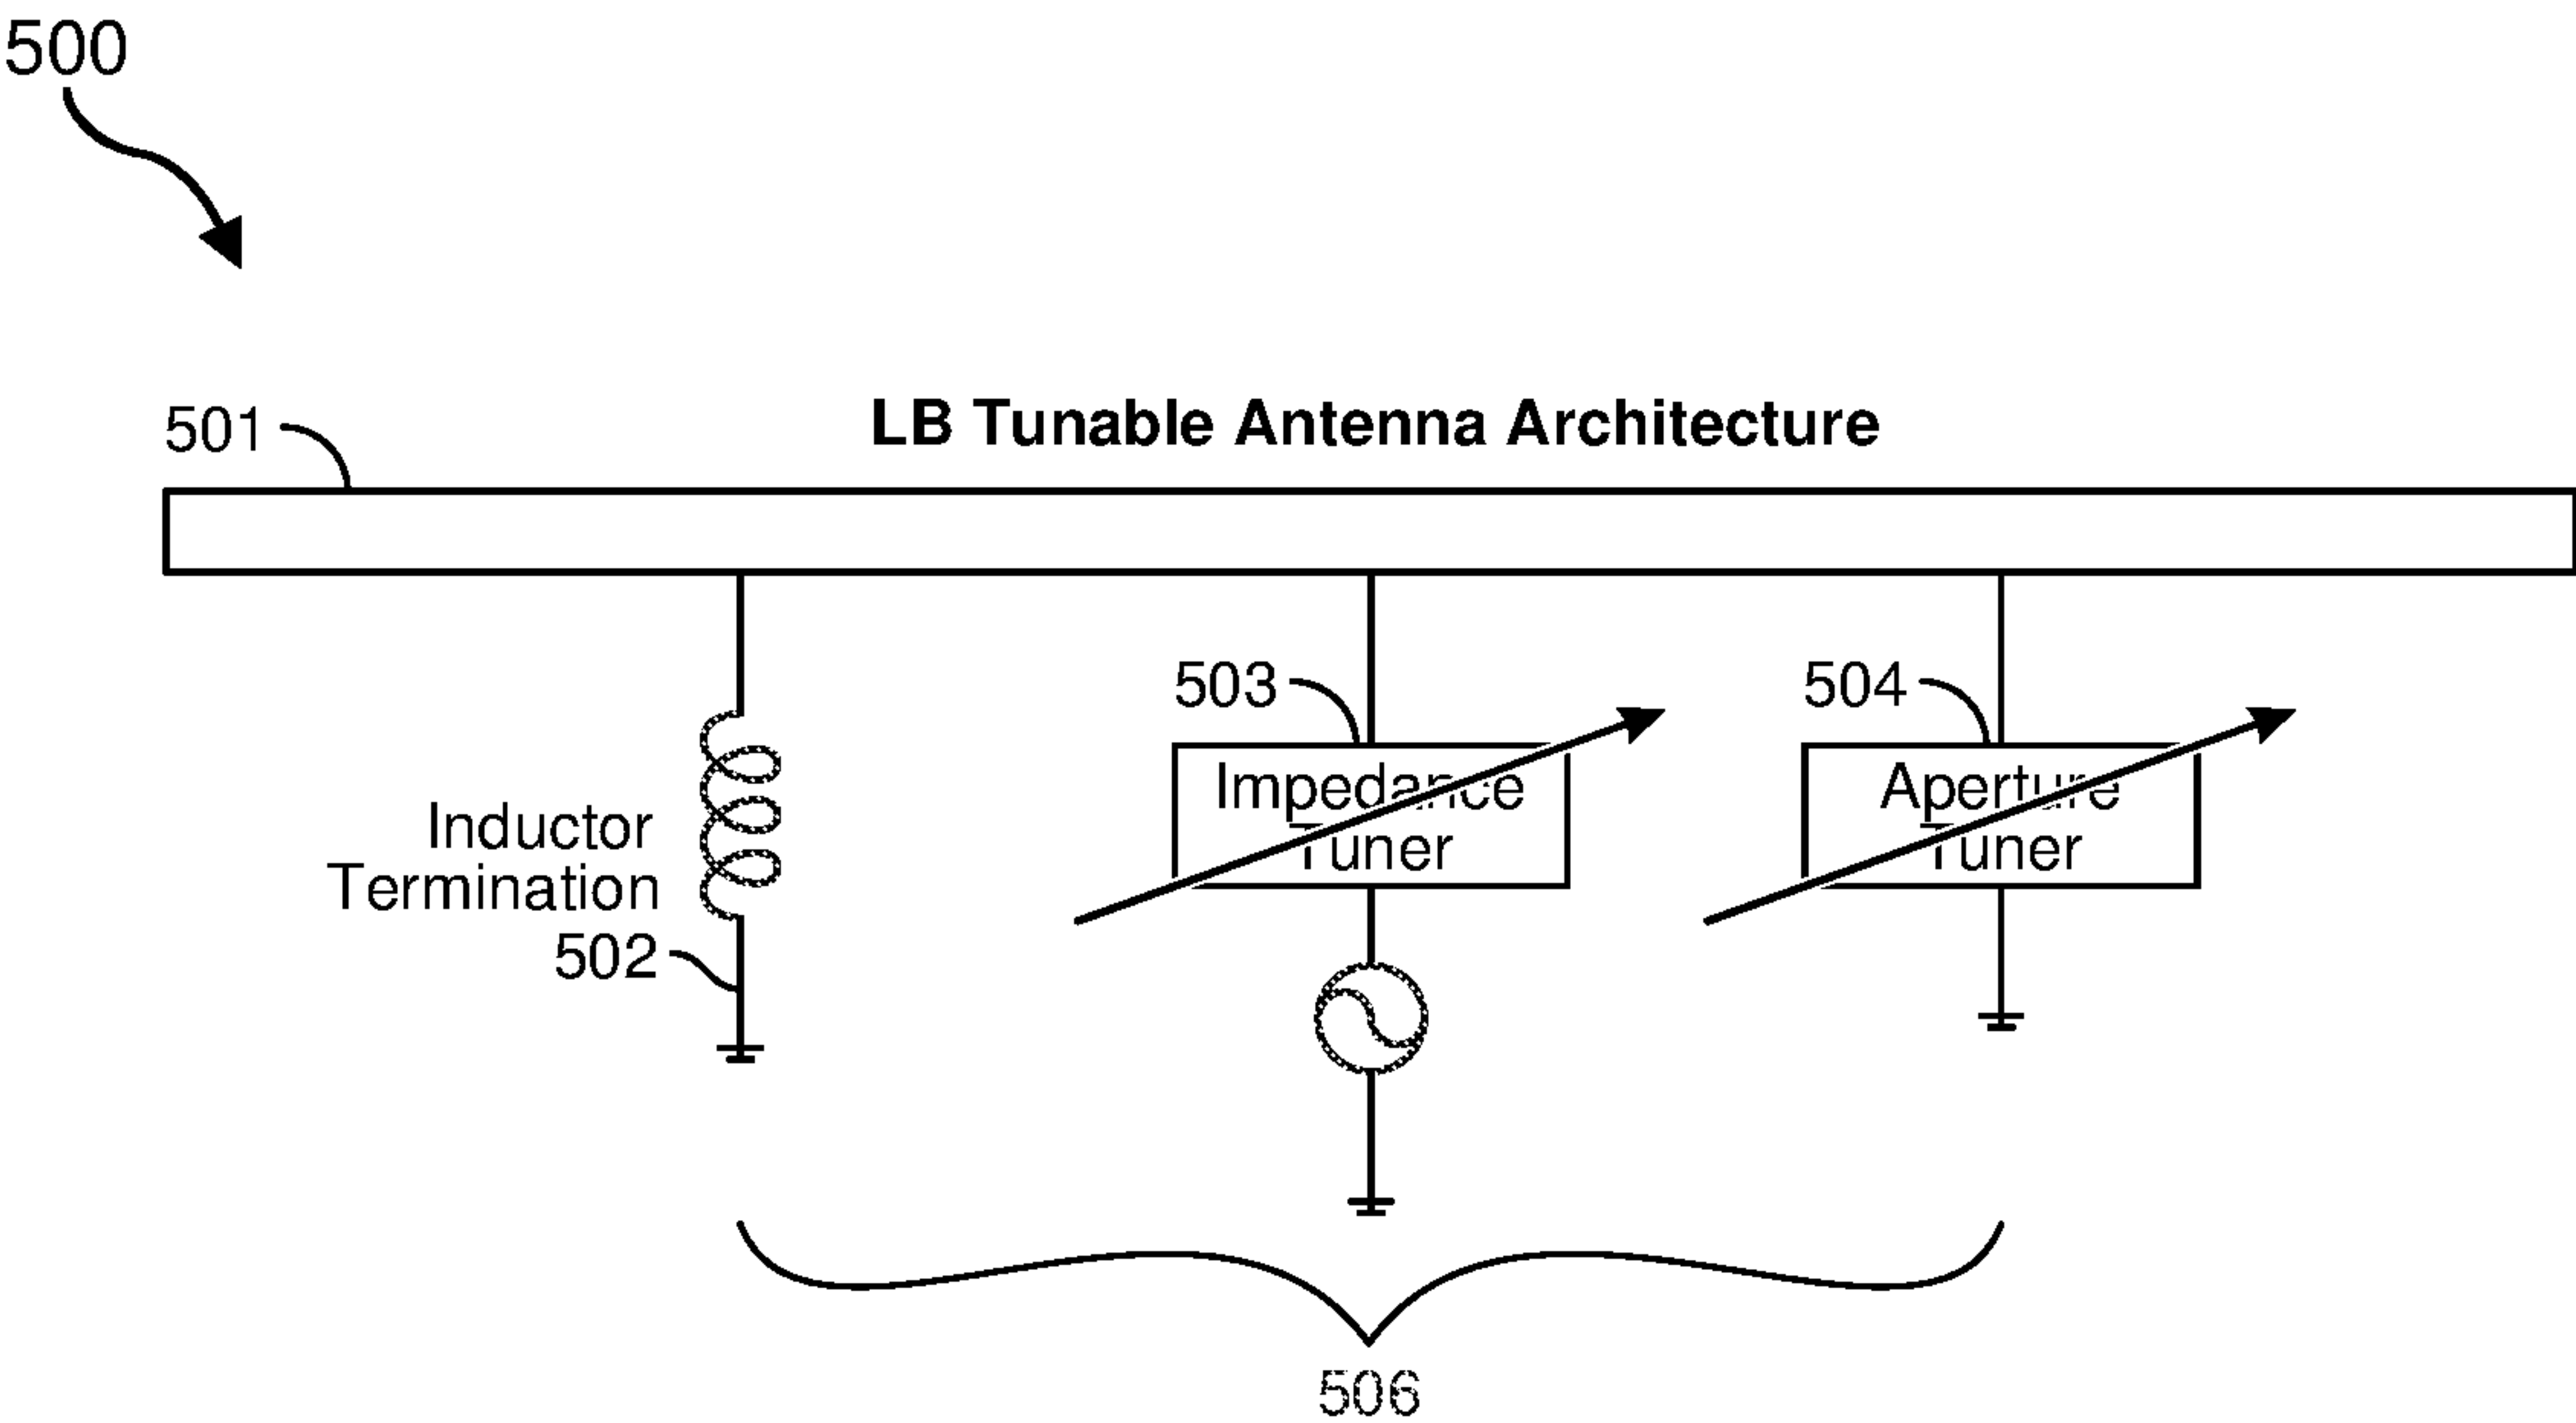 500
501
LB Tunable Antenna Architecture
503
504
Impedance
Tuner
Aperture
Tuner
Inductor
Termination
502
506